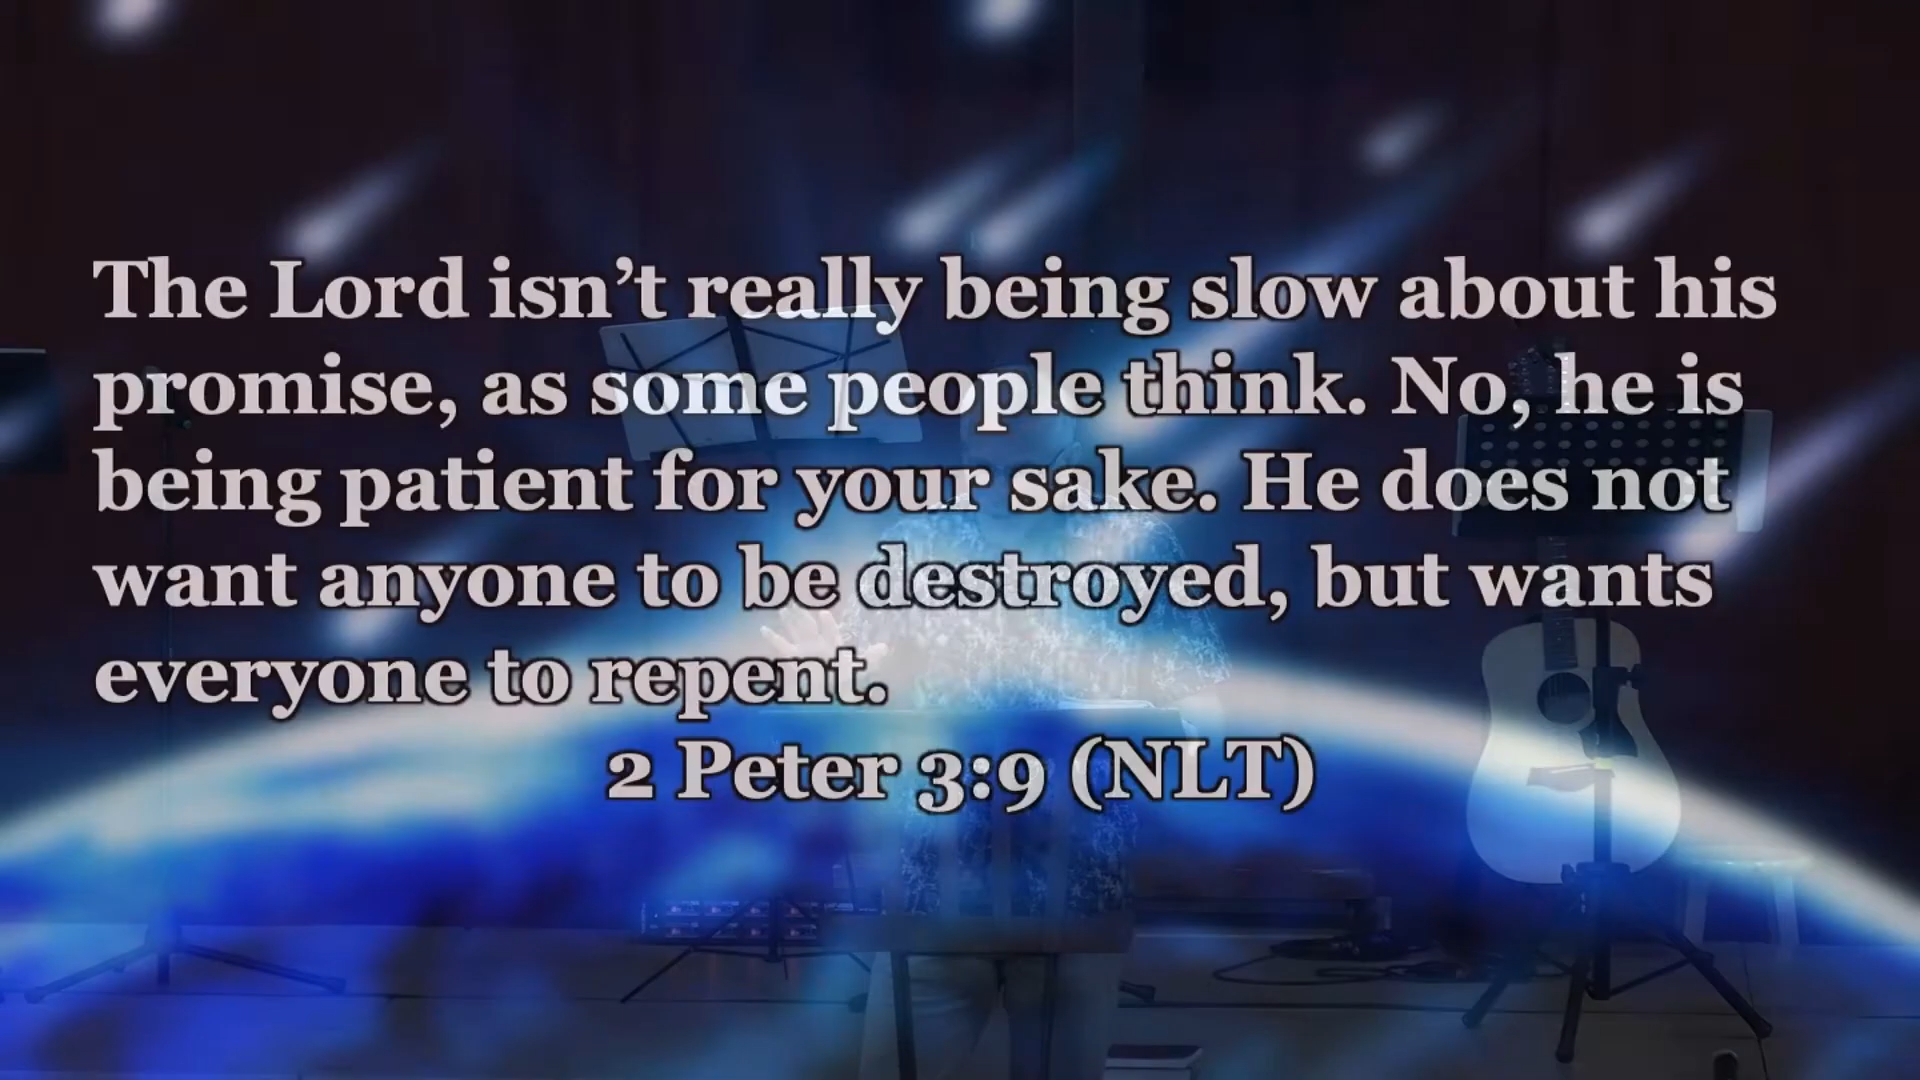 The Lord isn’t really being slow about his
promise, as some people think. No, he is
being patient for your sake. He does not
want anyone to be destroyed, but wants
everyone to repent.
2 Peter 3:9 (NLT)